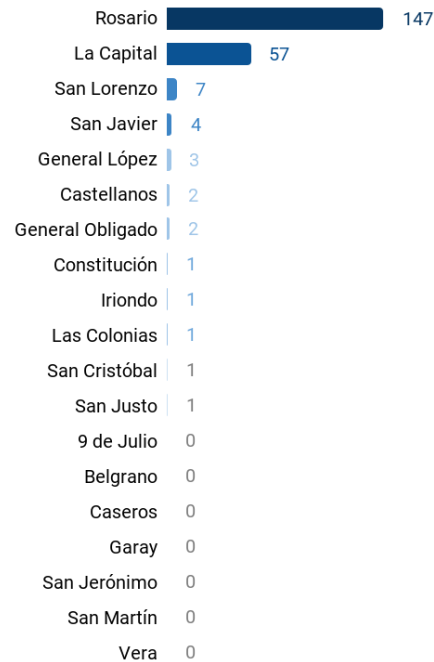 Rosario 147
La Capital 57
San Lorenzo 7
San Javier 4
General López 3
Castellanos 2
General Obligado 2
Constitución 1
Iriondo 1
Las Colonias 1
San Cristóbal 1
San Justo 1
9 de Julio 0
Belgrano 0
Caseros 0
Garay 0
San Jerónimo 0
San Martín 0
Vera 0